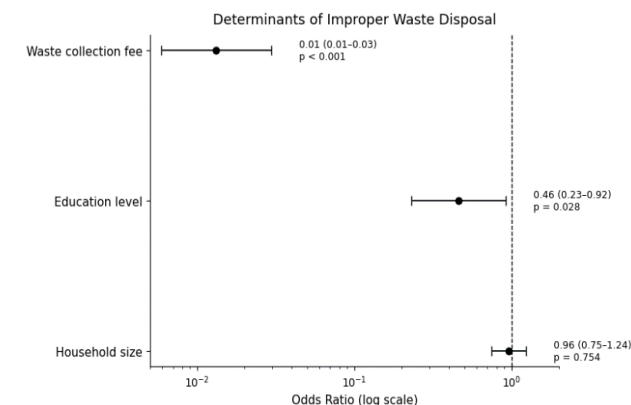 Determinants of Improper Waste Disposal
Waste collection fee
0.01 (0.01–0.03)
p < 0.001
Education level
0.46 (0.23–0.92)
p = 0.028
Household size
0.96 (0.75–1.24)
p = 0.754
10⁻² 10⁻¹ 10⁰
Odds Ratio (log scale)